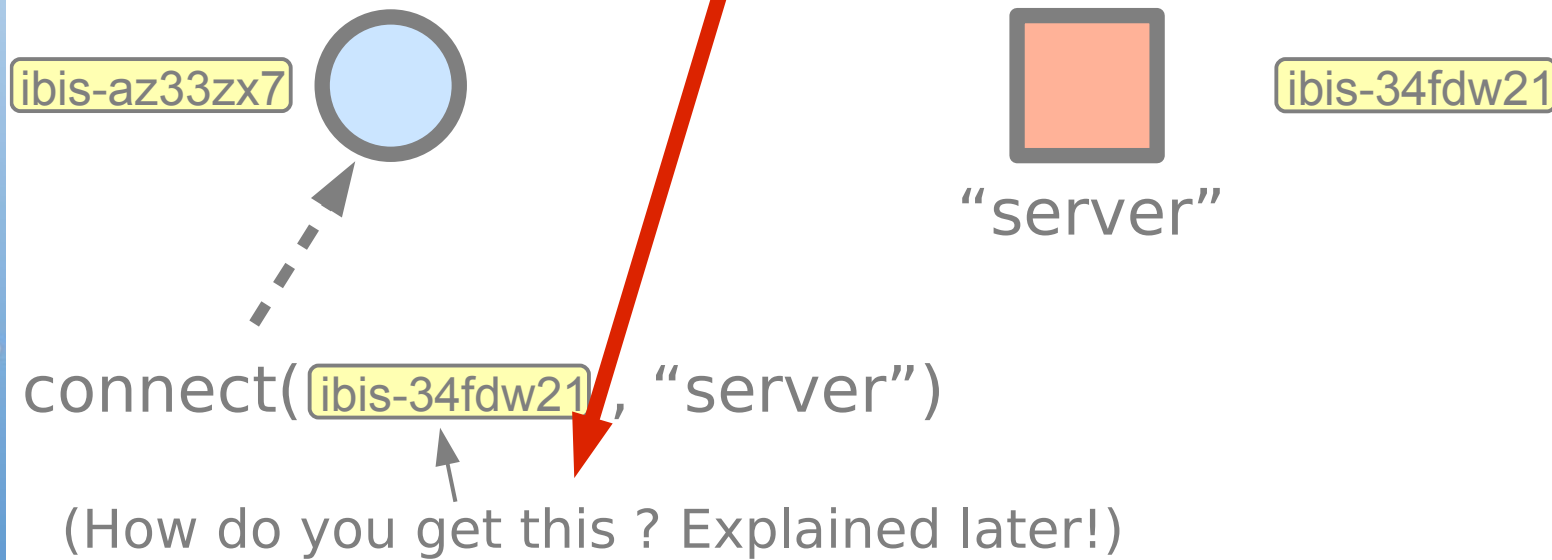 ibis-az33zx7
ibis-34fdw21
“server”
connect(ibis-34fdw21, “server”)
(How do you get this ? Explained later!)